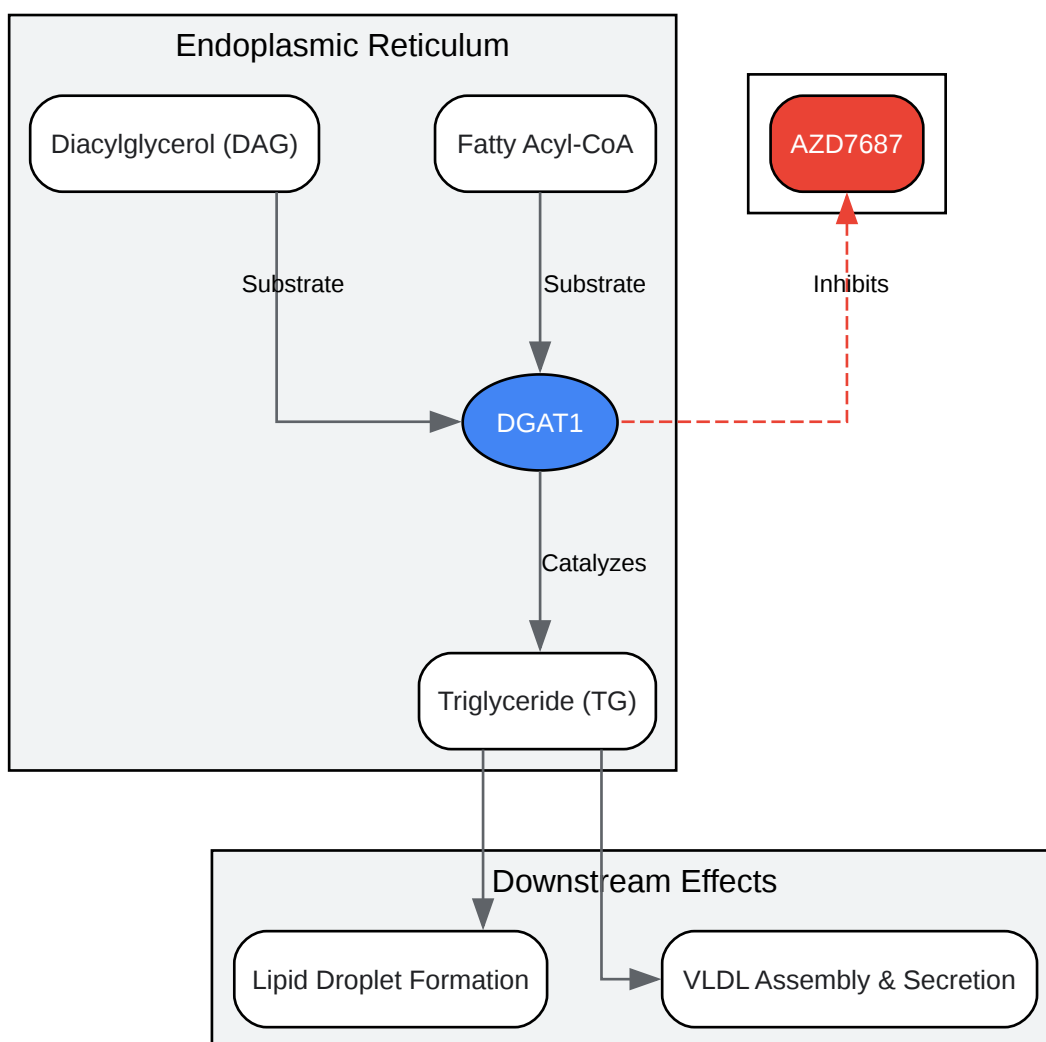 Endoplasmic Reticulum
Diacylglycerol (DAG)
Fatty Acyl-CoA
AZD7687
Substrate
Substrate
Inhibits
DGAT1
Catalyzes
Triglyceride (TG)
Downstream Effects
Lipid Droplet Formation
VLDL Assembly & Secretion